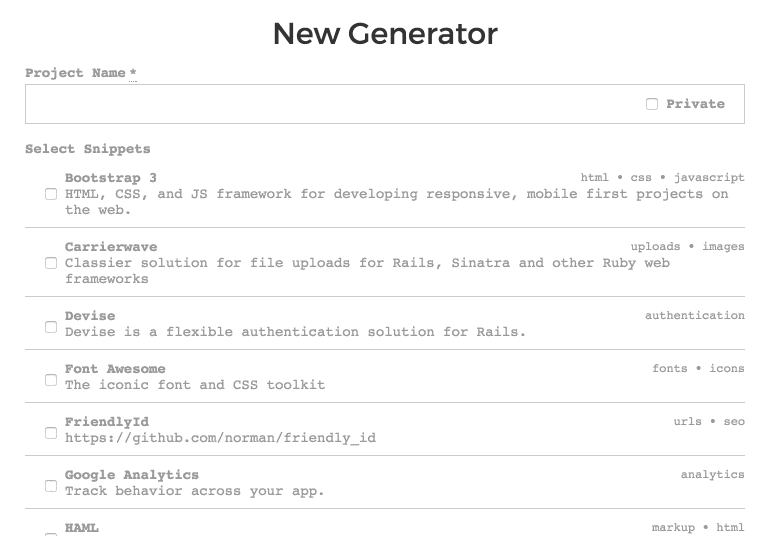 New Generator
Project Name *
Private
Select Snippets
Bootstrap 3 html • css • javascript
HTML, CSS, and JS framework for developing responsive, mobile first projects on
the web.
Carrierwave uploads • images
Classier solution for file uploads for Rails, Sinatra and other Ruby web
frameworks
Devise authentication
Devise is a flexible authentication solution for Rails.
Font Awesome fonts • icons
The iconic font and CSS toolkit
FriendlyId urls • seo
https://github.com/norman/friendly_id
Google Analytics analytics
Track behavior across your app.
HAML markup • html